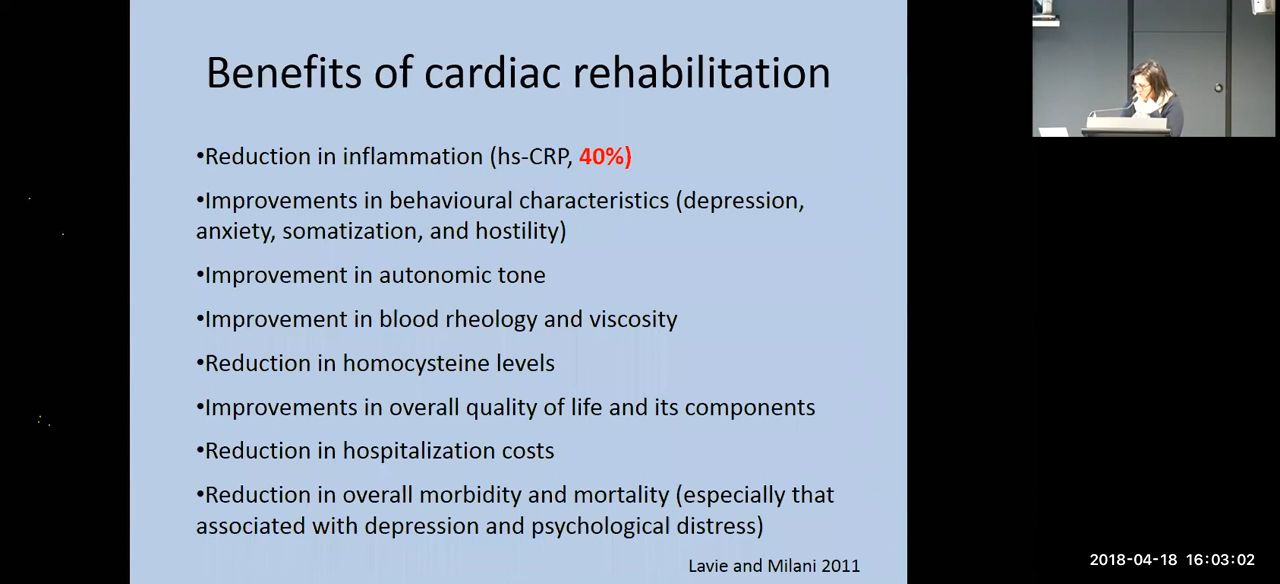 Benefits of cardiac rehabilitation
•Reduction in inflammation (hs-CRP, 40%)
•Improvements in behavioural characteristics (depression,
anxiety, somatization, and hostility)
•Improvement in autonomic tone
•Improvement in blood rheology and viscosity
•Reduction in homocysteine levels
•Improvements in overall quality of life and its components
•Reduction in hospitalization costs
•Reduction in overall morbidity and mortality (especially that
associated with depression and psychological distress)
Lavie and Milani 2011
2018-04-18 16:03:02